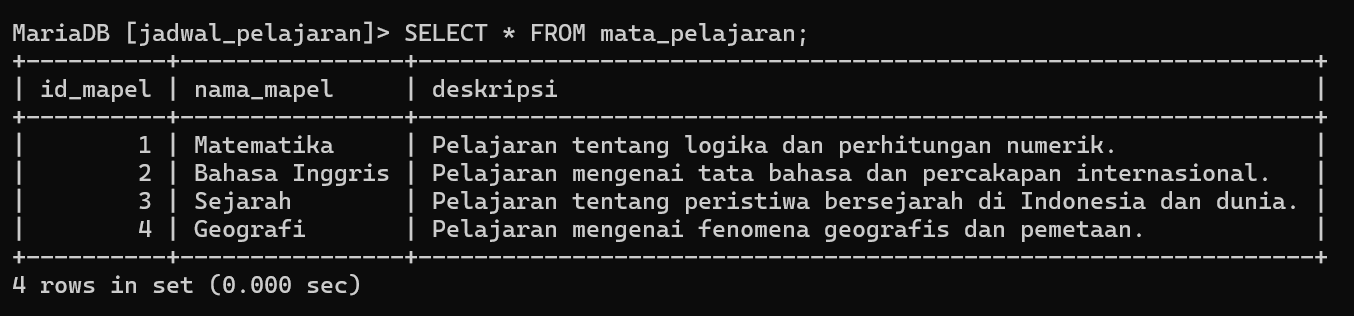 MariaDB [jadwal_pelajaran]> SELECT * FROM mata_pelajaran;
+----------+----------------+----------------------------------------------------------------+
| id_mapel | nama_mapel     | deskripsi                                                      |
+----------+----------------+----------------------------------------------------------------+
|        1 | Matematika     | Pelajaran tentang logika dan perhitungan numerik.              |
|        2 | Bahasa Inggris | Pelajaran mengenai tata bahasa dan percakapan internasional.   |
|        3 | Sejarah        | Pelajaran tentang peristiwa bersejarah di Indonesia dan dunia. |
|        4 | Geografi       | Pelajaran mengenai fenomena geografis dan pemetaan.            |
+----------+----------------+----------------------------------------------------------------+
4 rows in set (0.000 sec)